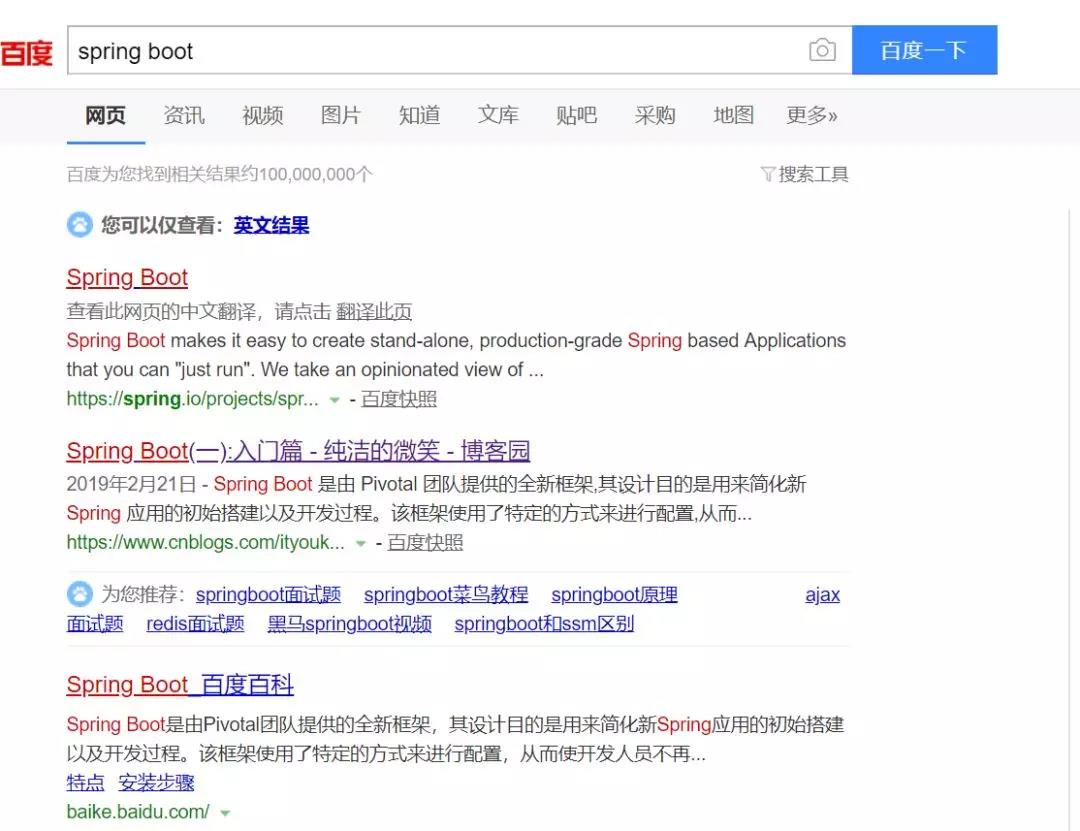 百度 spring boot 百度一下
网页 资讯 视频 图片 知道 文库 贴吧 采购 地图 更多»
百度为您找到相关结果约100,000,000个 搜索工具
您可以仅查看：英文结果
Spring Boot
查看此网页的中文翻译，请点击 翻译此页
Spring Boot makes it easy to create stand-alone, production-grade Spring based Applications
that you can "just run". We take an opinionated view of ...
https://spring.io/projects/spr... - 百度快照
Spring Boot(一):入门篇 - 纯洁的微笑 - 博客园
2019年2月21日 - Spring Boot 是由 Pivotal 团队提供的全新框架,其设计目的是用来简化新
Spring 应用的初始搭建以及开发过程。该框架使用了特定的方式来进行配置,从而...
https://www.cnblogs.com/ityouk... - 百度快照
为您推荐： springboot面试题 springboot菜鸟教程 springboot原理 ajax
面试题 redis面试题 黑马springboot视频 springboot和ssm区别
Spring Boot_百度百科
Spring Boot是由Pivotal团队提供的全新框架，其设计目的是用来简化新Spring应用的初始搭建
以及开发过程。该框架使用了特定的方式来进行配置，从而使开发人员不再...
特点 安装步骤
baike.baidu.com/